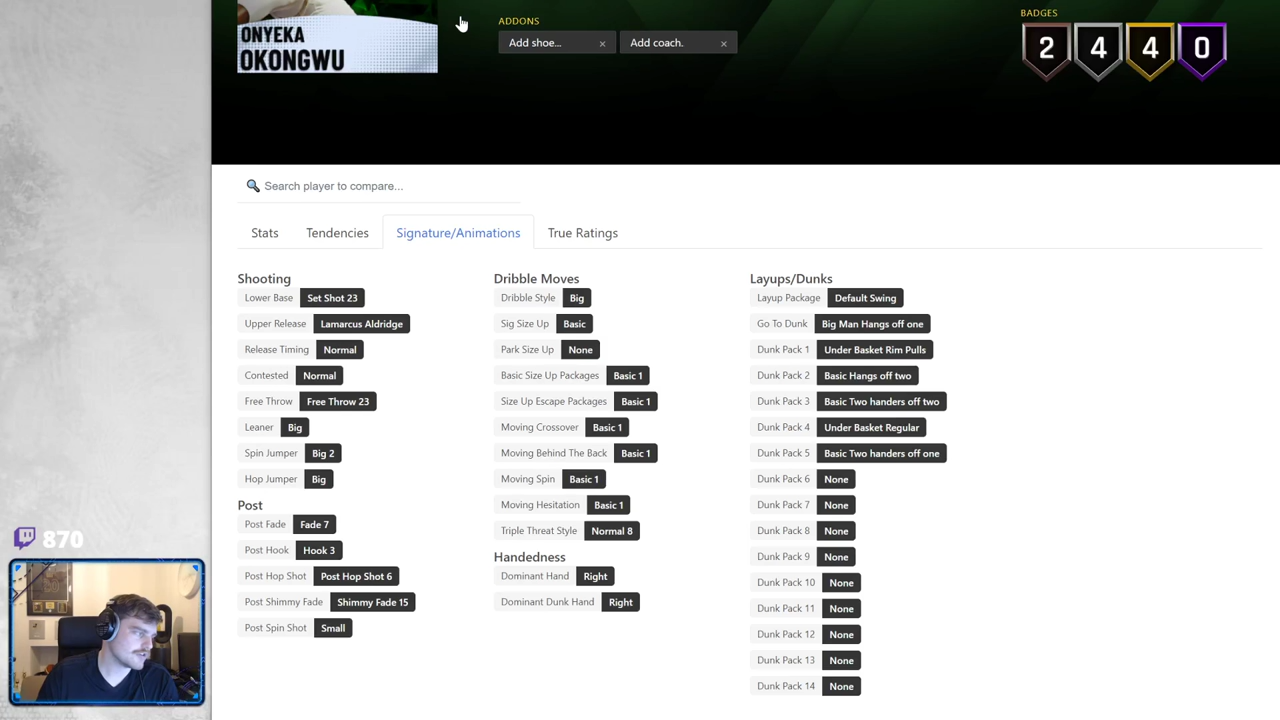 ONYEKA
OKONGWU
ADDONS
Add shoe... ×
Add coach. ×
BADGES
2 4 4 0
Search player to compare...
Stats Tendencies Signature/Animations True Ratings
Shooting
Lower Base Set Shot 23
Upper Release Lamarcus Aldridge
Release Timing Normal
Contested Normal
Free Throw Free Throw 23
Leaner Big
Spin Jumper Big 2
Hop Jumper Big
Post
Post Fade Fade 7
Post Hook Hook 3
Post Hop Shot Post Hop Shot 6
Post Shimmy Fade Shimmy Fade 15
Post Spin Shot Small
Dribble Moves
Dribble Style Big
Sig Size Up Basic
Park Size Up None
Basic Size Up Packages Basic 1
Size Up Escape Packages Basic 1
Moving Crossover Basic 1
Moving Behind The Back Basic 1
Moving Spin Basic 1
Moving Hesitation Basic 1
Triple Threat Style Normal 8
Handedness
Dominant Hand Right
Dominant Dunk Hand Right
Layups/Dunks
Layup Package Default Swing
Go To Dunk Big Man Hangs off one
Dunk Pack 1 Under Basket Rim Pulls
Dunk Pack 2 Basic Hangs off two
Dunk Pack 3 Basic Two handers off two
Dunk Pack 4 Under Basket Regular
Dunk Pack 5 Basic Two handers off one
Dunk Pack 6 None
Dunk Pack 7 None
Dunk Pack 8 None
Dunk Pack 9 None
Dunk Pack 10 None
Dunk Pack 11 None
Dunk Pack 12 None
Dunk Pack 13 None
Dunk Pack 14 None
870